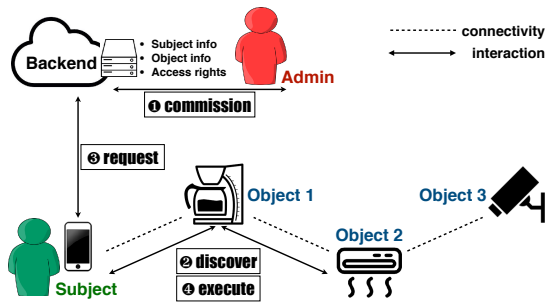 connectivity
interaction
Backend
• Subject info
• Object info
• Access rights
Admin
❶ commission
❸ request
Object 1
Object 3
Object 2
❷ discover
❹ execute
Subject